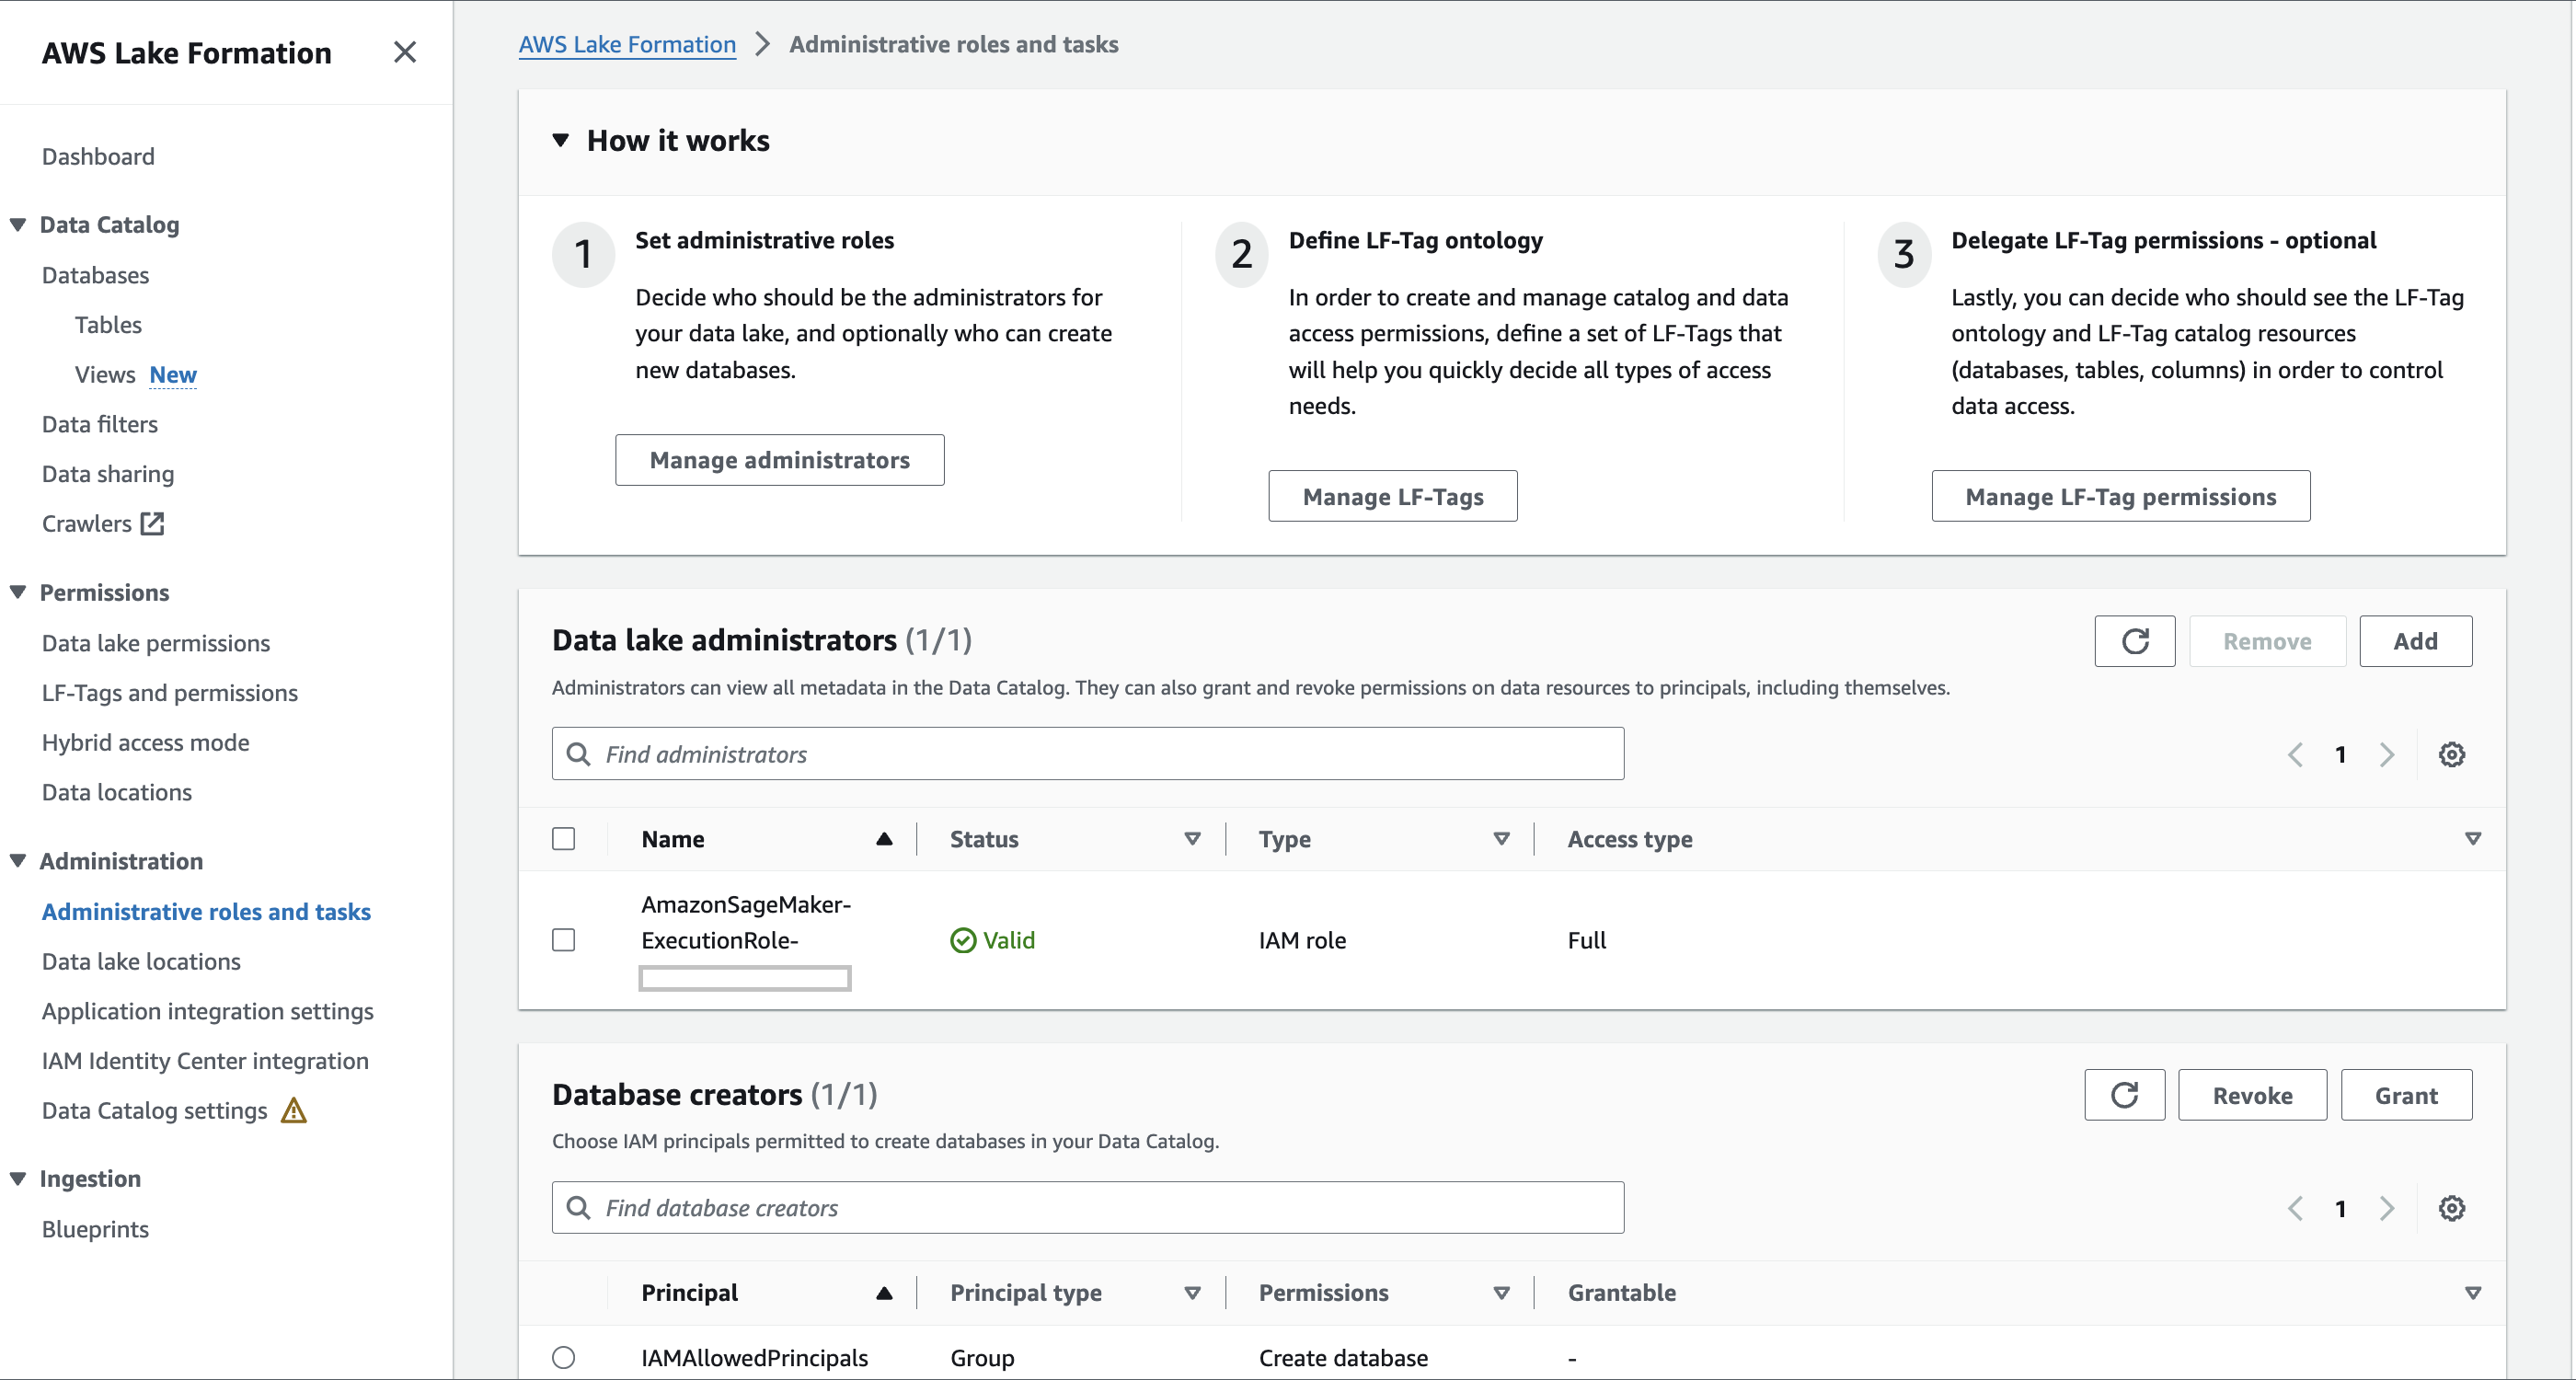 AWS Lake Formation
Dashboard
Data Catalog
Databases
Tables
Views New
Data filters
Data sharing
Crawlers
Permissions
Data lake permissions
LF-Tags and permissions
Hybrid access mode
Data locations
Administration
Administrative roles and tasks
Data lake locations
Application integration settings
IAM Identity Center integration
Data Catalog settings
Ingestion
Blueprints
AWS Lake Formation > Administrative roles and tasks
How it works
1
Set administrative roles
Decide who should be the administrators for
your data lake, and optionally who can create
new databases.
Manage administrators
2
Define LF-Tag ontology
In order to create and manage catalog and data
access permissions, define a set of LF-Tags that
will help you quickly decide all types of access
needs.
Manage LF-Tags
3
Delegate LF-Tag permissions - optional
Lastly, you can decide who should see the LF-Tag
ontology and LF-Tag catalog resources
(databases, tables, columns) in order to control
data access.
Manage LF-Tag permissions
Data lake administrators (1/1)
Remove
Add
Administrators can view all metadata in the Data Catalog. They can also grant and revoke permissions on data resources to principals, including themselves.
Find administrators
1
Name Status Type Access type
AmazonSageMaker-
ExecutionRole-
Valid
IAM role
Full
Database creators (1/1)
Revoke
Grant
Choose IAM principals permitted to create databases in your Data Catalog.
Find database creators
1
Principal Principal type Permissions Grantable
IAMAllowedPrincipals Group Create database -